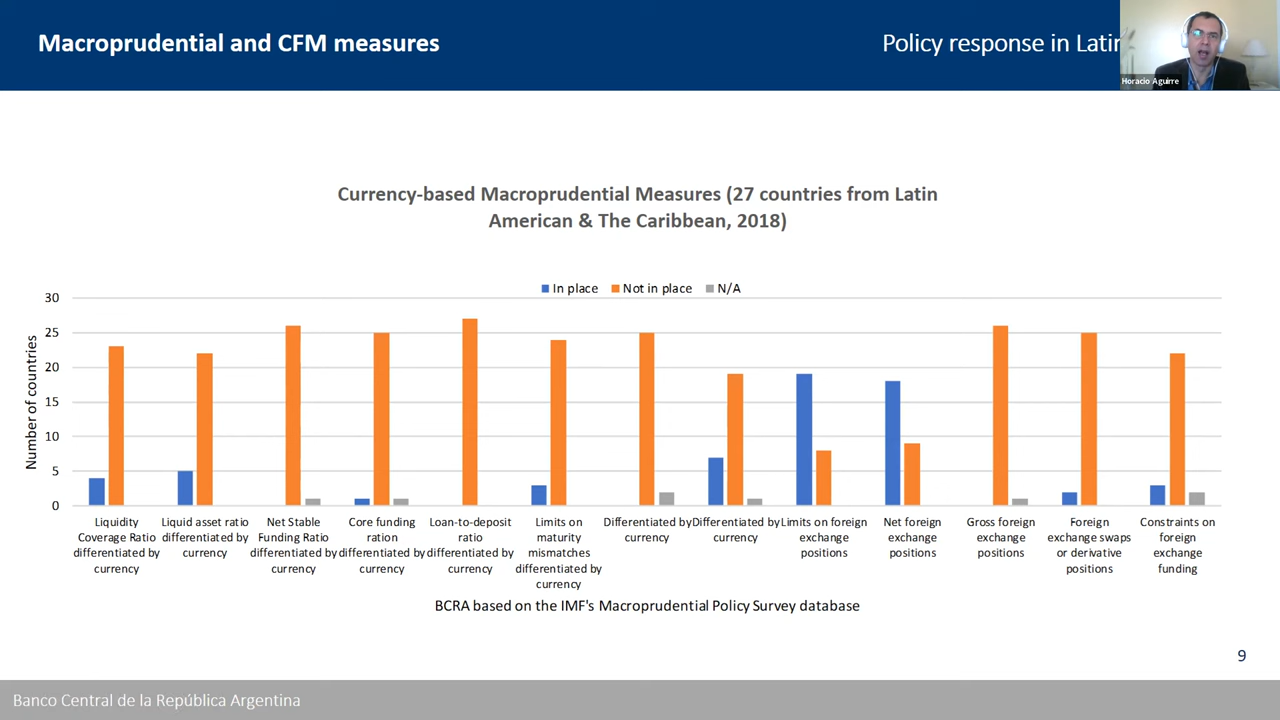 Macroprudential and CFM measures
Policy response in Latin
Horacio Aguirre
Currency-based Macroprudential Measures (27 countries from Latin
American & The Caribbean, 2018)
In place Not in place N/A
Number of countries
30
25
20
15
10
5
0
Liquidity
Coverage Ratio
differentiated by
currency
Liquid asset ratio
differentiated by
currency
Net Stable
Funding Ratio
differentiated by
currency
Core funding
ration
differentiated by
currency
Loan-to-deposit
ratio
differentiated by
currency
Limits on
maturity
mismatches
differentiated by
currency
Differentiated by
currency
Differentiated by
currency
Limits on foreign
exchange
positions
Net foreign
exchange
positions
Gross foreign
exchange
positions
Foreign
exchange swaps
or derivative
positions
Constraints on
foreign
exchange
funding
BCRA based on the IMF's Macroprudential Policy Survey database
9
Banco Central de la República Argentina